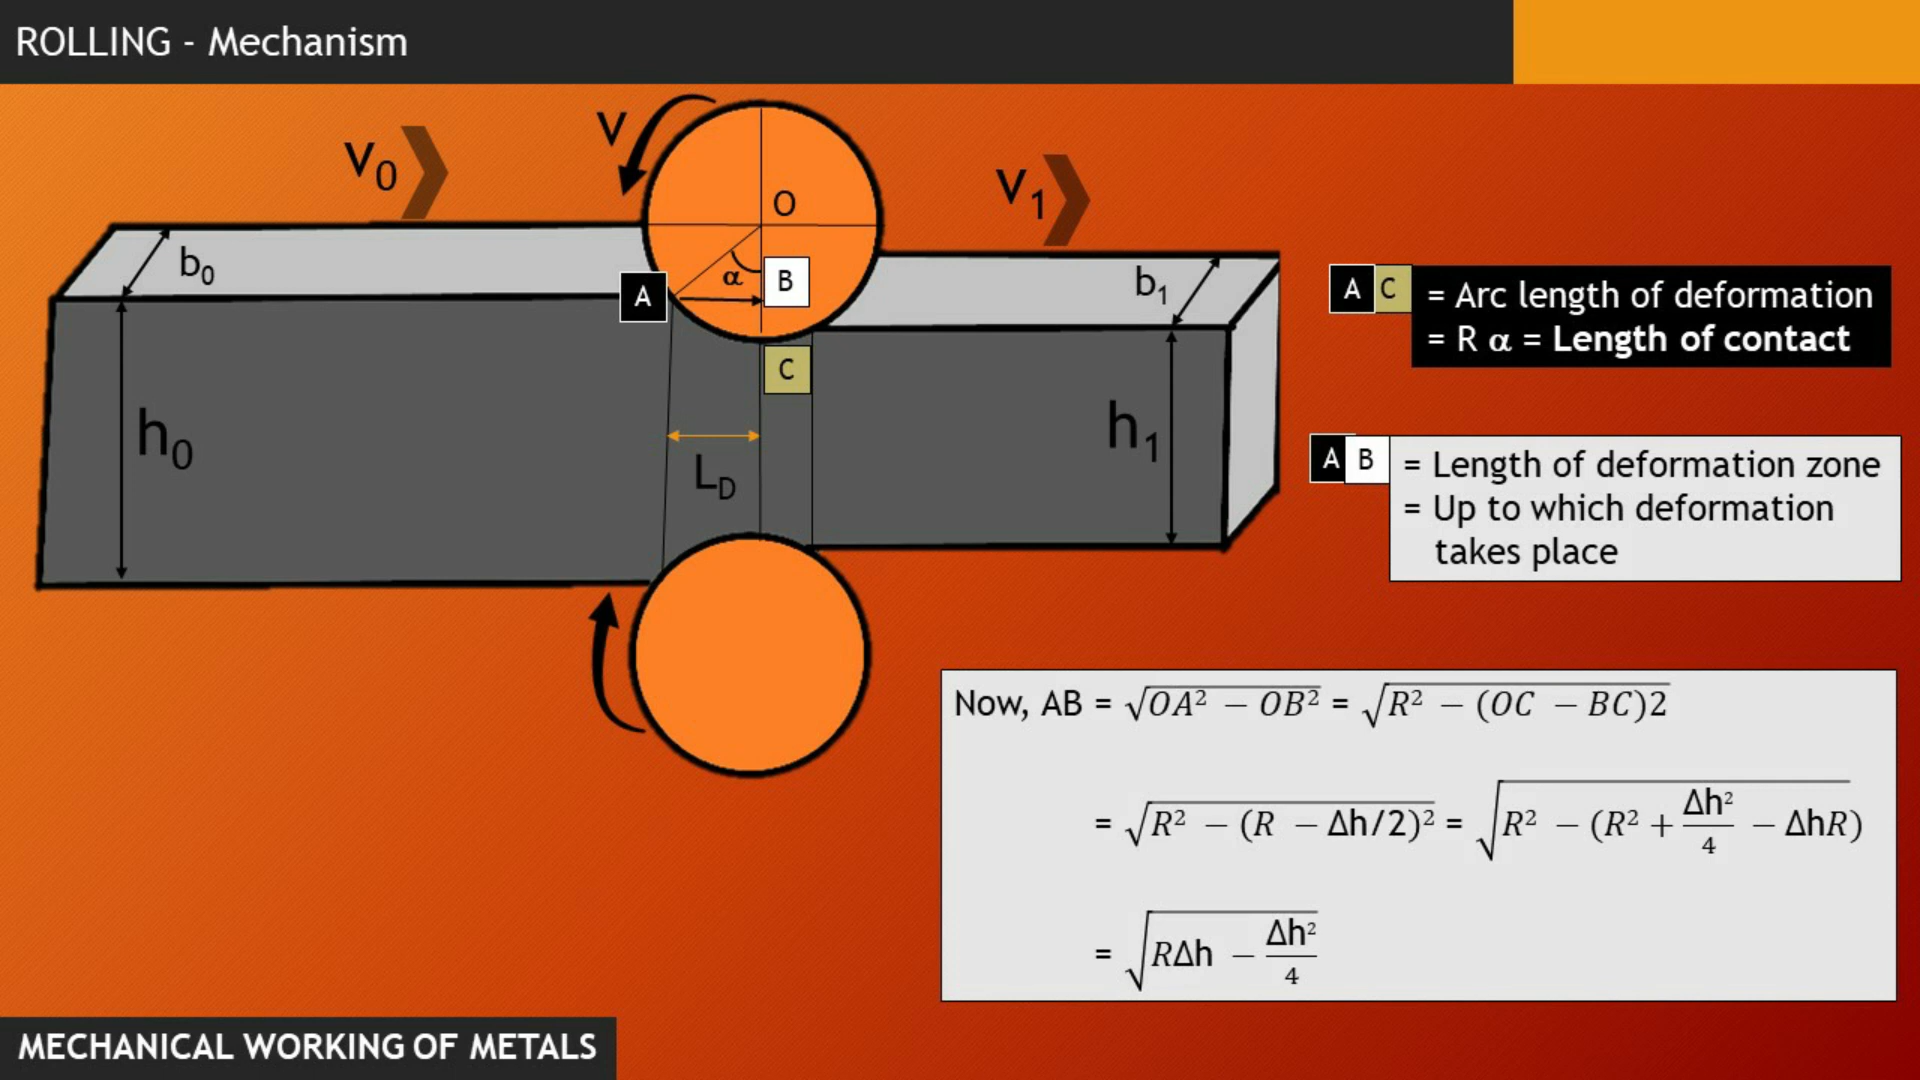 ROLLING - Mechanism
v₀
v
v₁
O
b₀
α
B
A
b₁
C
h₀
h₁
L_D
A C = Arc length of deformation
= R α = Length of contact
A B = Length of deformation zone
= Up to which deformation
takes place
Now, AB = √(OA² − OB²) = √(R² − (OC − BC)2)
= √(R² − (R − Δh/2)²) = √(R² − (R² + Δh²/4 − ΔhR))
= √(RΔh − Δh²/4)
MECHANICAL WORKING OF METALS